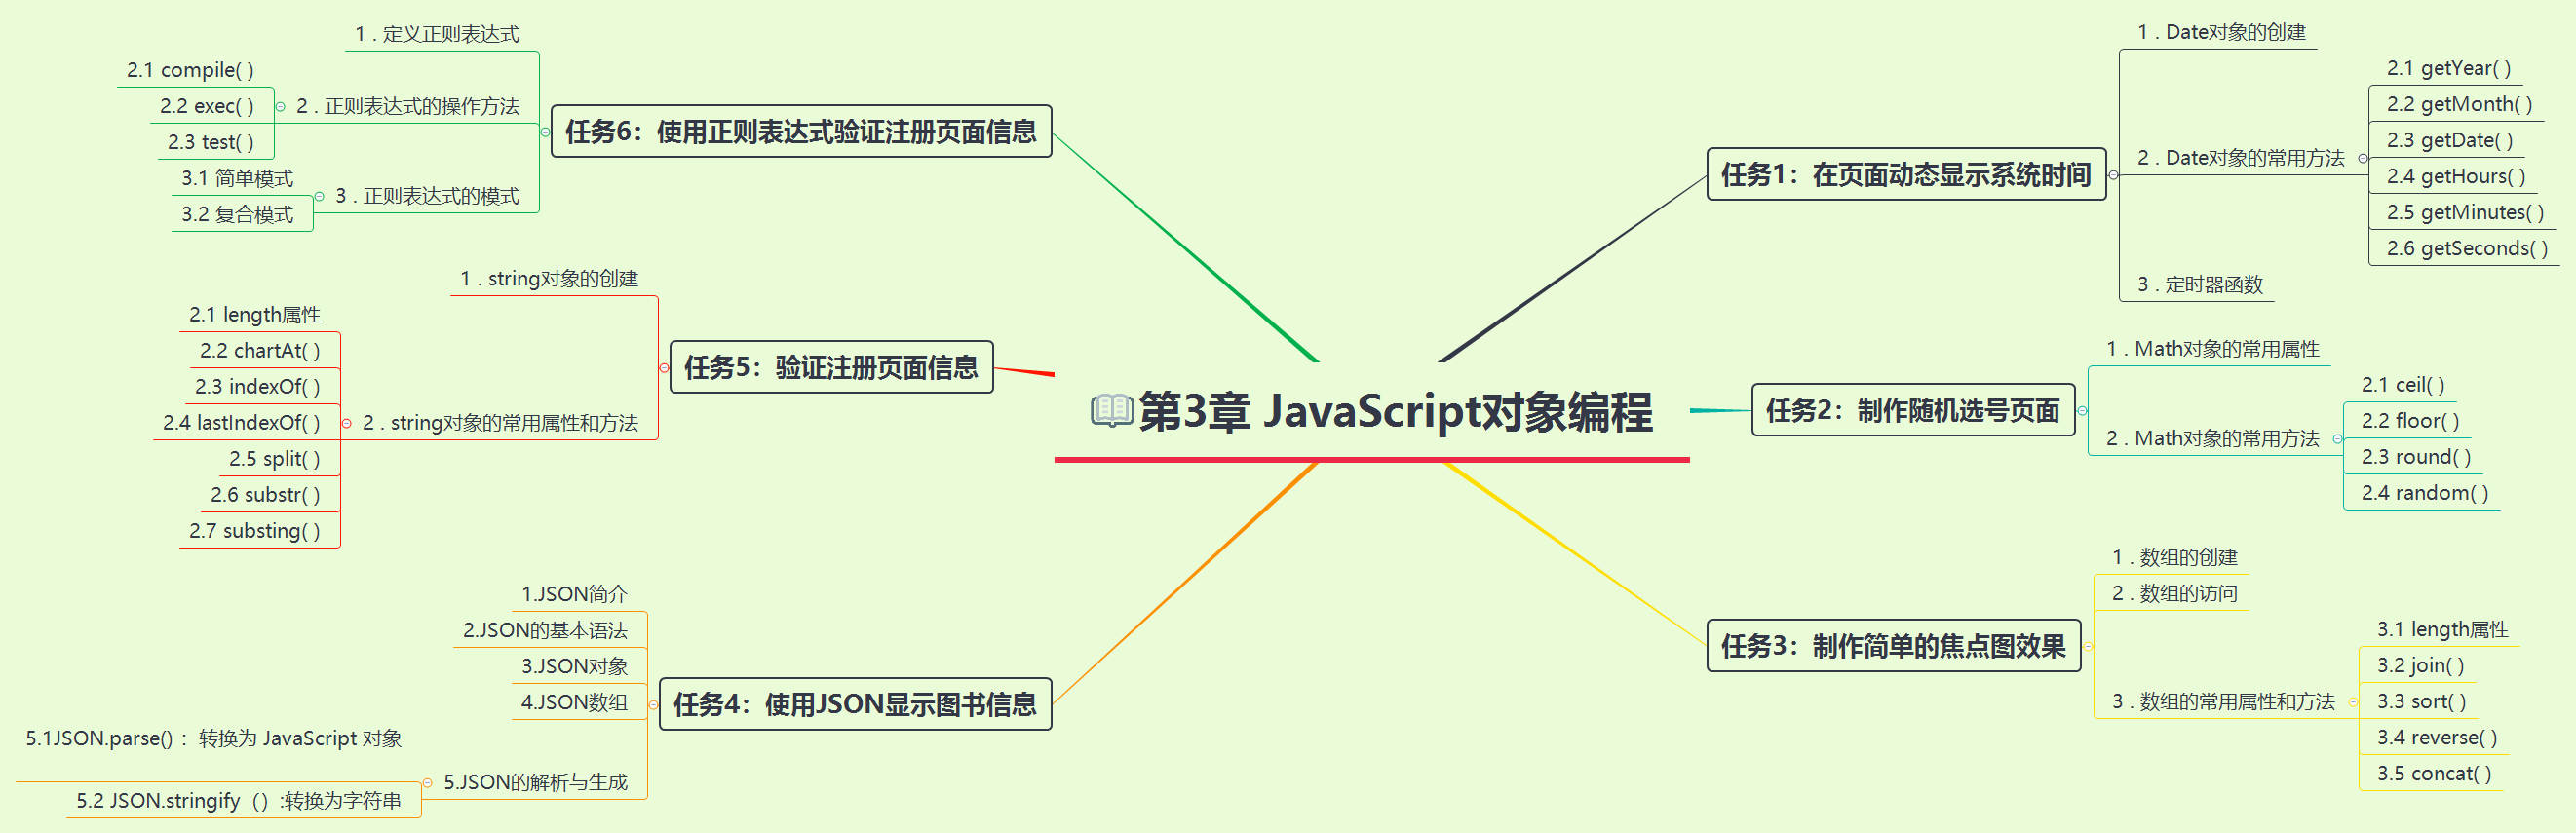 第3章 JavaScript对象编程
任务1：在页面动态显示系统时间
1 . Date对象的创建
2 . Date对象的常用方法
2.1 getYear( )
2.2 getMonth( )
2.3 getDate( )
2.4 getHours( )
2.5 getMinutes( )
2.6 getSeconds( )
3 . 定时器函数
任务2：制作随机选号页面
1 . Math对象的常用属性
2 . Math对象的常用方法
2.1 ceil( )
2.2 floor( )
2.3 round( )
2.4 random( )
任务3：制作简单的焦点图效果
1 . 数组的创建
2 . 数组的访问
3 . 数组的常用属性和方法
3.1 length属性
3.2 join( )
3.3 sort( )
3.4 reverse( )
3.5 concat( )
任务4：使用JSON显示图书信息
1.JSON简介
2.JSON的基本语法
3.JSON对象
4.JSON数组
5.JSON的解析与生成
5.1JSON.parse() ：转换为 JavaScript 对象
5.2 JSON.stringify（）:转换为字符串
任务5：验证注册页面信息
1 . string对象的创建
2 . string对象的常用属性和方法
2.1 length属性
2.2 chartAt( )
2.3 indexOf( )
2.4 lastIndexOf( )
2.5 split( )
2.6 substr( )
2.7 substing( )
任务6：使用正则表达式验证注册页面信息
1 . 定义正则表达式
2 . 正则表达式的操作方法
2.1 compile( )
2.2 exec( )
2.3 test( )
3 . 正则表达式的模式
3.1 简单模式
3.2 复合模式